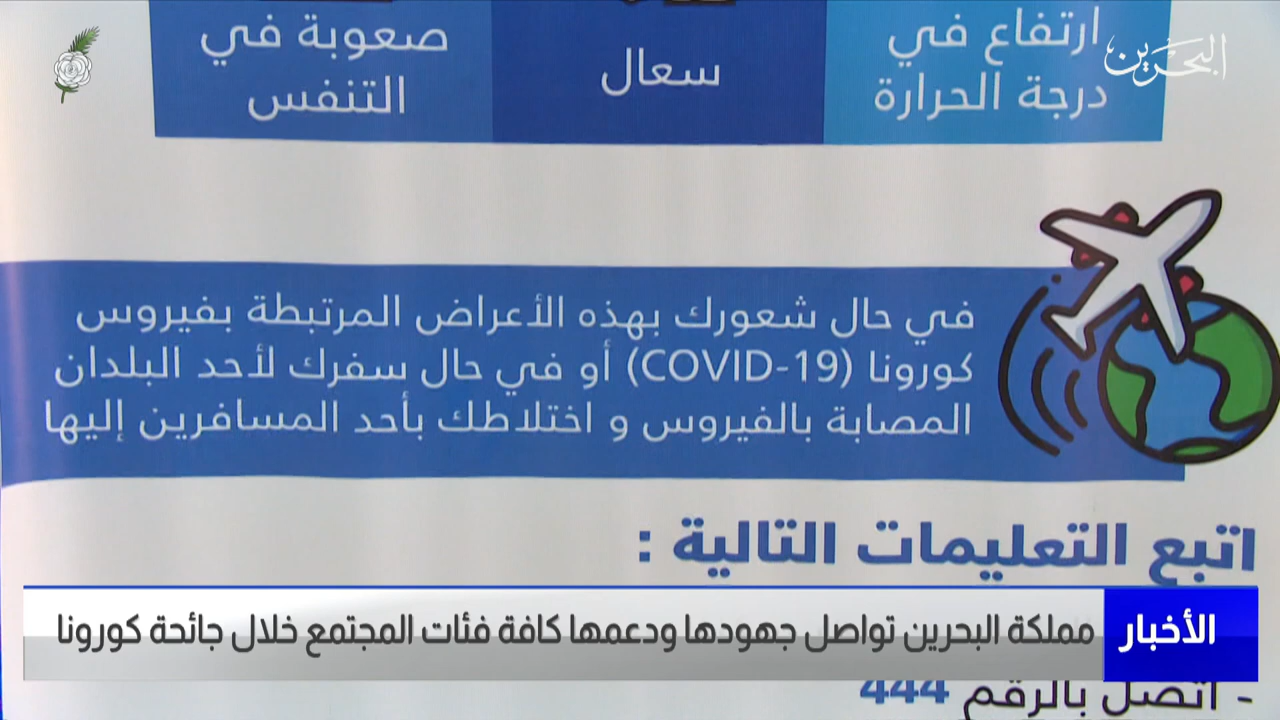 ارتفاع في
درجة الحرارة
سعال
صعوبة في
التنفس
البحرين
في حال شعورك بهذه الأعراض المرتبطة بفيروس
كورونا (COVID-19) أو في حال سفرك لأحد البلدان
المصابة بالفيروس و اختلاطك بأحد المسافرين إليها
اتبع التعليمات التالية :
الأخبار
مملكة البحرين تواصل جهودها ودعمها كافة فئات المجتمع خلال جائحة كورونا
- اتصل بالرقم 444